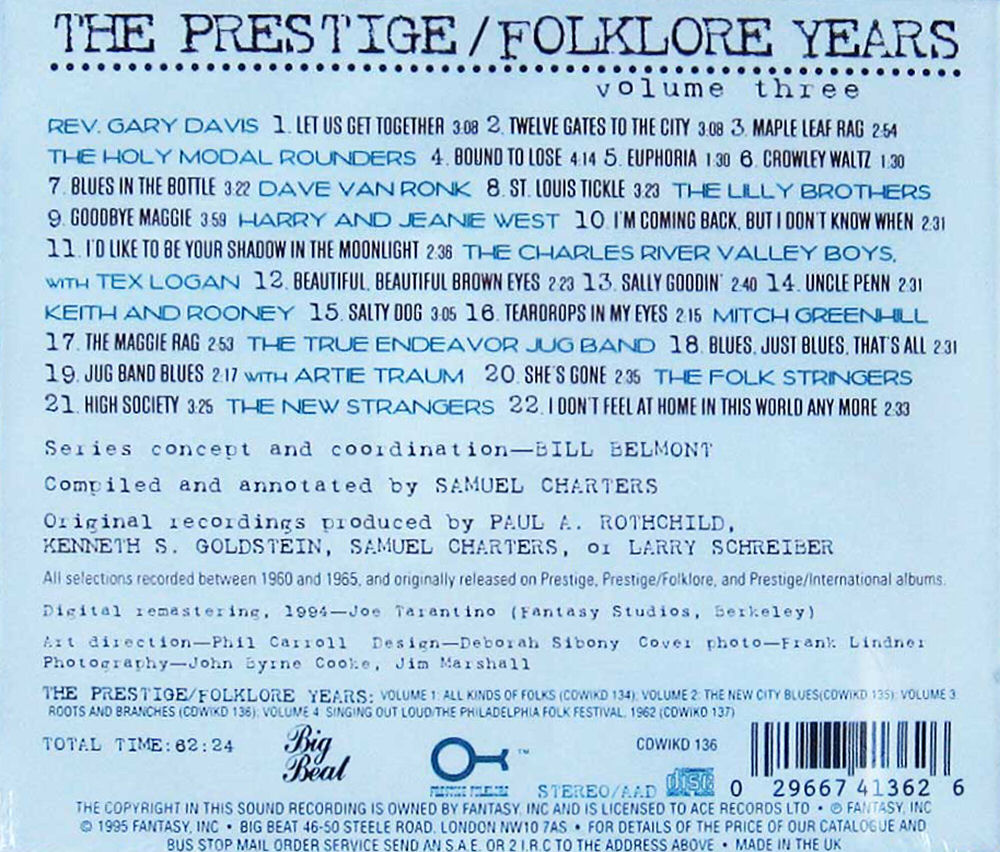 THE PRESTIGE/FOLKLORE YEARS
volume three
REV. GARY DAVIS 1. LET US GET TOGETHER 3:08 2. TWELVE GATES TO THE CITY 3:08 3. MAPLE LEAF RAG 2:54
THE HOLY MODAL ROUNDERS 4. BOUND TO LOSE 4:14 5. EUPHORIA 1:30 6. CROWLEY WALTZ 1:30
7. BLUES IN THE BOTTLE 3:22 DAVE VAN RONK 8. ST. LOUIS TICKLE 3:23 THE LILLY BROTHERS
9. GOODBYE MAGGIE 3:59 HARRY AND JEANIE WEST 10. I'M COMING BACK, BUT I DON'T KNOW WHEN 2:31
11. I'D LIKE TO BE YOUR SHADOW IN THE MOONLIGHT 2:36 THE CHARLES RIVER VALLEY BOYS,
WITH TEX LOGAN 12. BEAUTIFUL, BEAUTIFUL BROWN EYES 2:23 13. SALLY GOODIN' 2:40 14. UNCLE PENN 2:31
KEITH AND ROONEY 15. SALTY DOG 3:05 16. TEARDROPS IN MY EYES 2:15 MITCH GREENHILL
17. THE MAGGIE RAG 2:53 THE TRUE ENDEAVOR JUG BAND 18. BLUES, JUST BLUES, THAT'S ALL 2:31
19. JUG BAND BLUES 2:17 WITH ARTIE TRAUM 20. SHE'S GONE 2:35 THE FOLK STRINGERS
21. HIGH SOCIETY 3:25 THE NEW STRANGERS 22. I DON'T FEEL AT HOME IN THIS WORLD ANY MORE 2:33
Series concept and coordination—BILL BELMONT
Compiled and annotated by SAMUEL CHARTERS
Original recordings produced by PAUL A. ROTHCHILD,
KENNETH S. GOLDSTEIN, SAMUEL CHARTERS, or LARRY SCHREIBER
All selections recorded between 1960 and 1965, and originally released on Prestige, Prestige/Folklore, and Prestige/International albums.
Digital remastering, 1994—Joe Tarantino (Fantasy Studios, Berkeley)
Art direction—Phil Carroll Design—Deborah Sibony Cover photo—Frank Lindner
Photography—John Byrne Cooke, Jim Marshall
THE PRESTIGE/FOLKLORE YEARS: VOLUME 1: ALL KINDS OF FOLKS (CDWIKD 134); VOLUME 2: THE NEW CITY BLUES(CDWIKD 135); VOLUME 3:
ROOTS AND BRANCHES (CDWIKD 136); VOLUME 4: SINGING OUT LOUD/THE PHILADELPHIA FOLK FESTIVAL, 1962 (CDWIKD 137)
TOTAL TIME:62:24
Big Beat
™
PRESTIGE FOLKLORE
STEREO/AAD
disc
CDWIKD 136
0 29667 41362 6
THE COPYRIGHT IN THIS SOUND RECORDING IS OWNED BY FANTASY, INC AND IS LICENSED TO ACE RECORDS LTD • ℗ FANTASY, INC
© 1995 FANTASY, INC • BIG BEAT 46-50 STEELE ROAD, LONDON NW10 7AS • FOR DETAILS OF THE PRICE OF OUR CATALOGUE AND
BUS STOP MAIL ORDER SERVICE SEND AN S.A.E. OR 2 I.R.C TO THE ADDRESS ABOVE • MADE IN THE UK